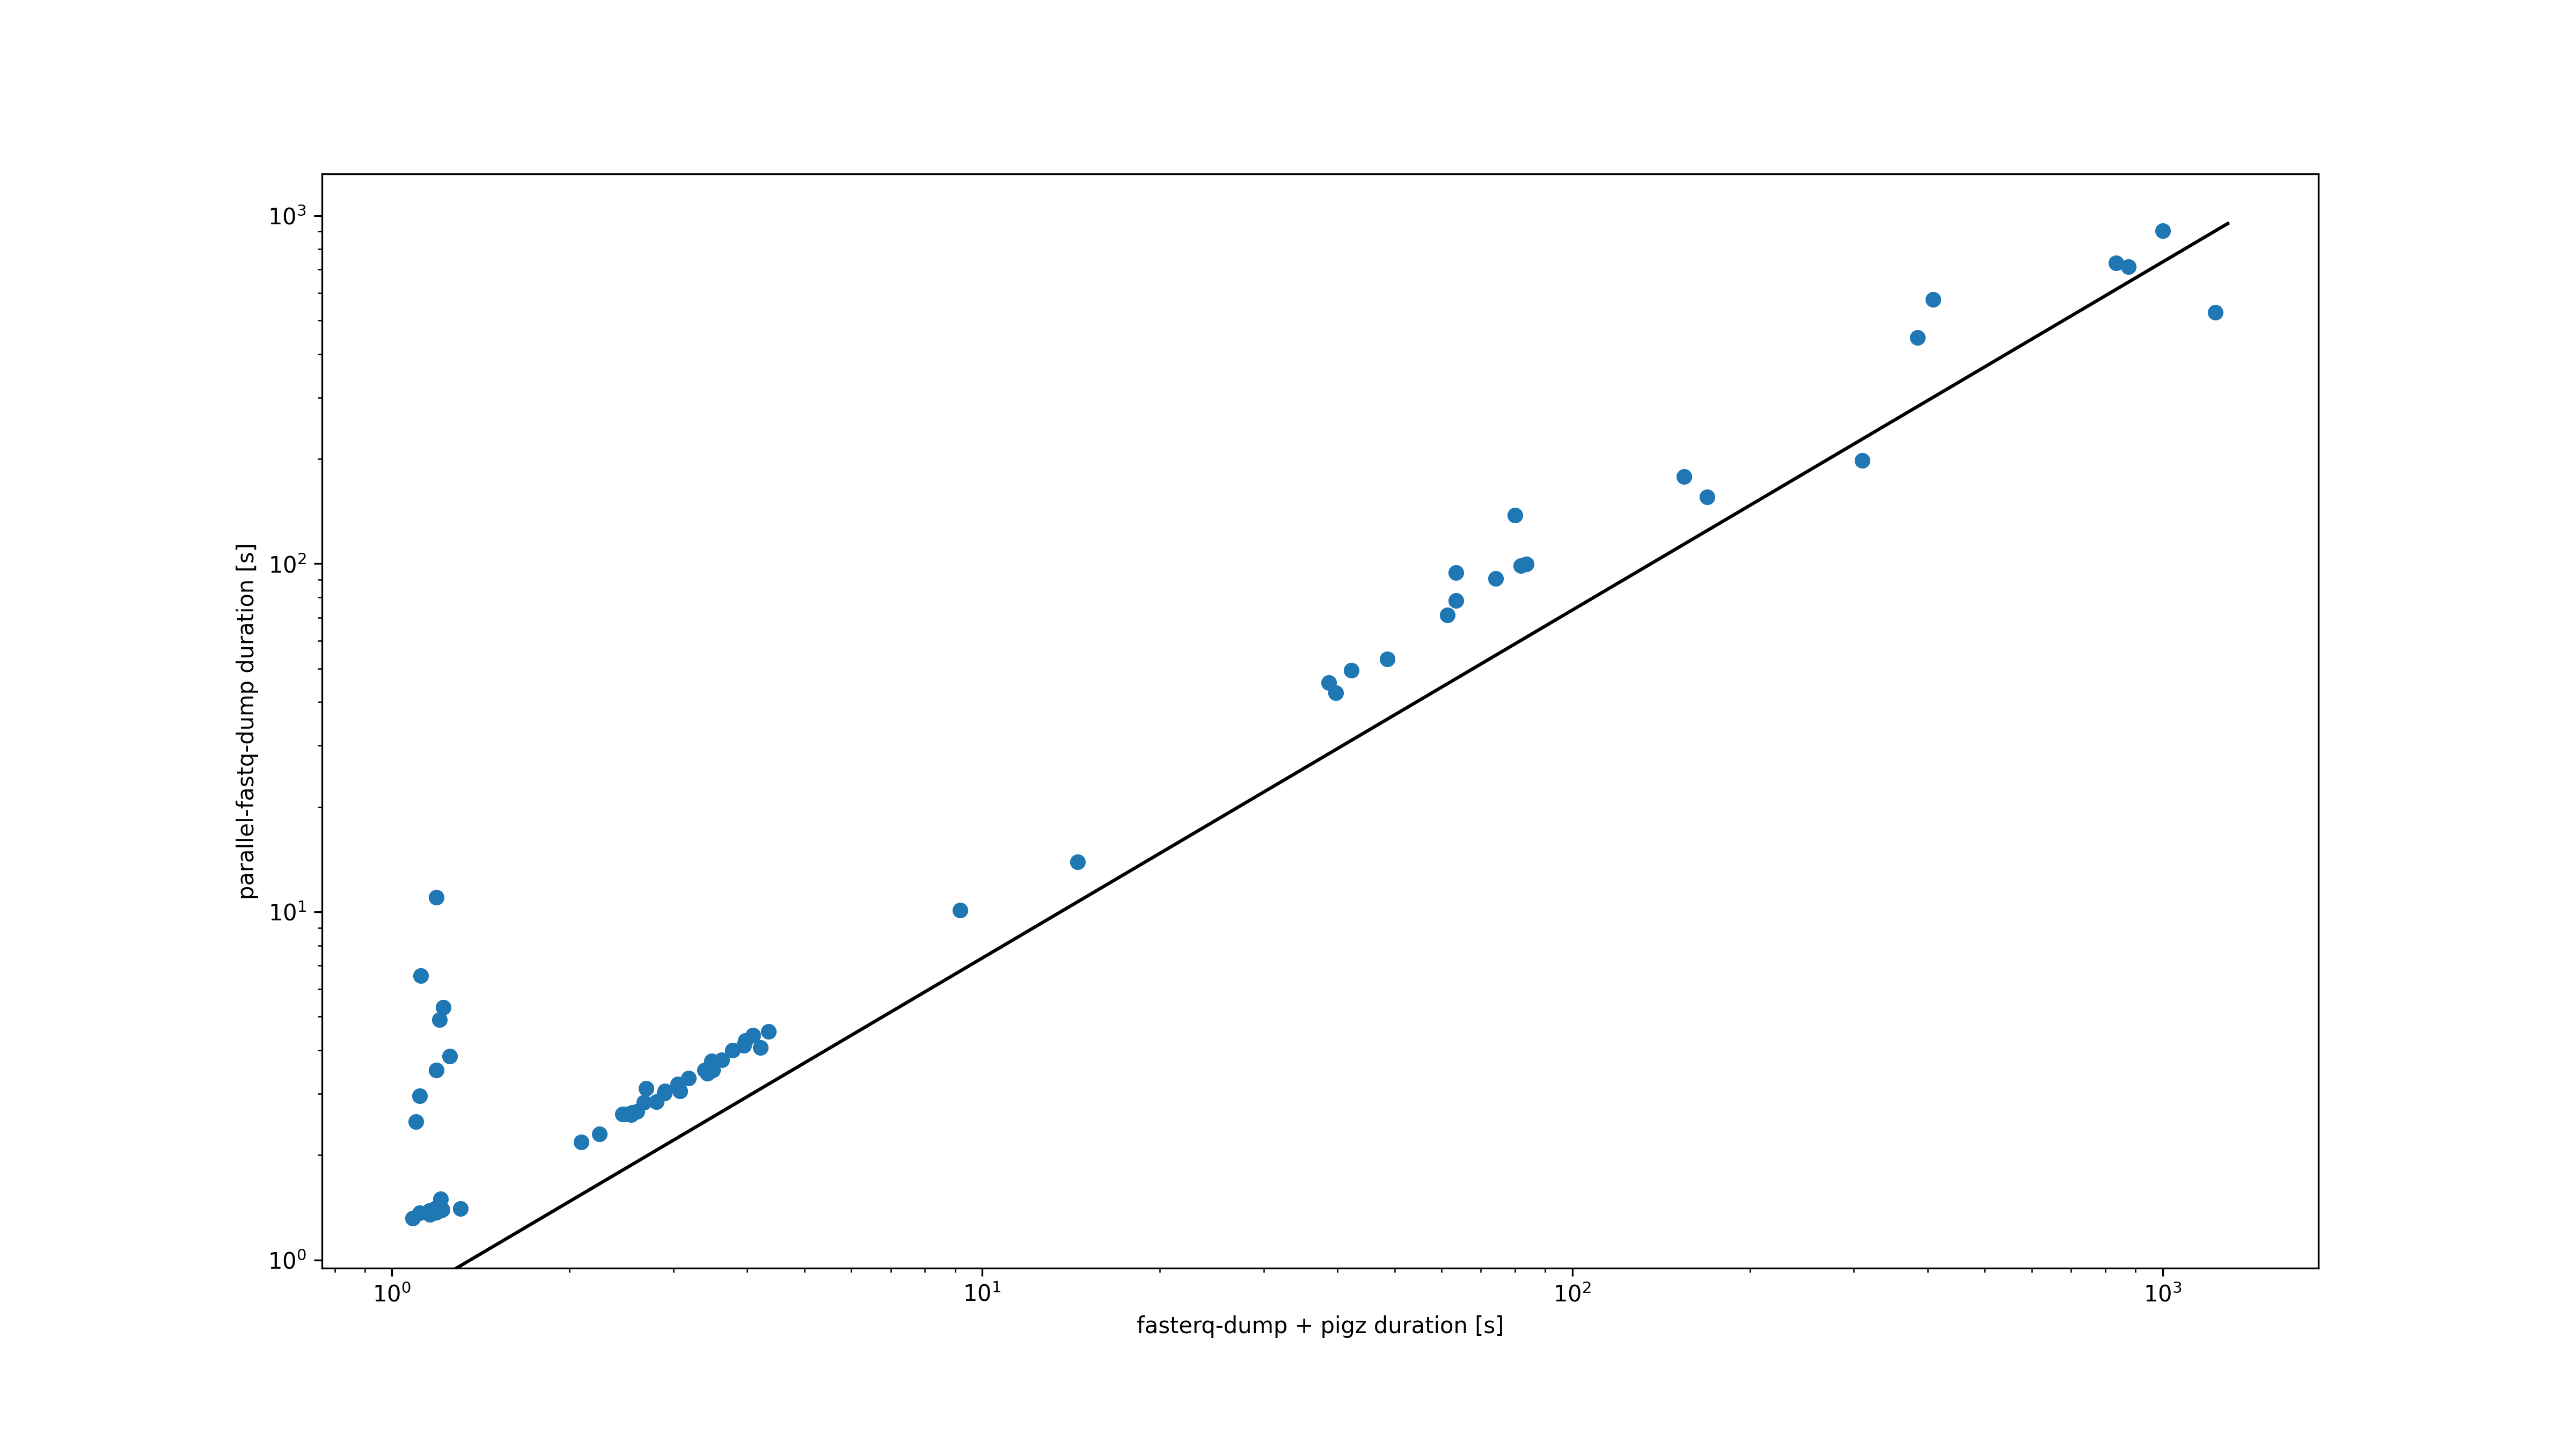 10³
10²
10¹
10⁰
parallel-fastq-dump duration [s]
10⁰ 10¹ 10² 10³
fasterq-dump + pigz duration [s]